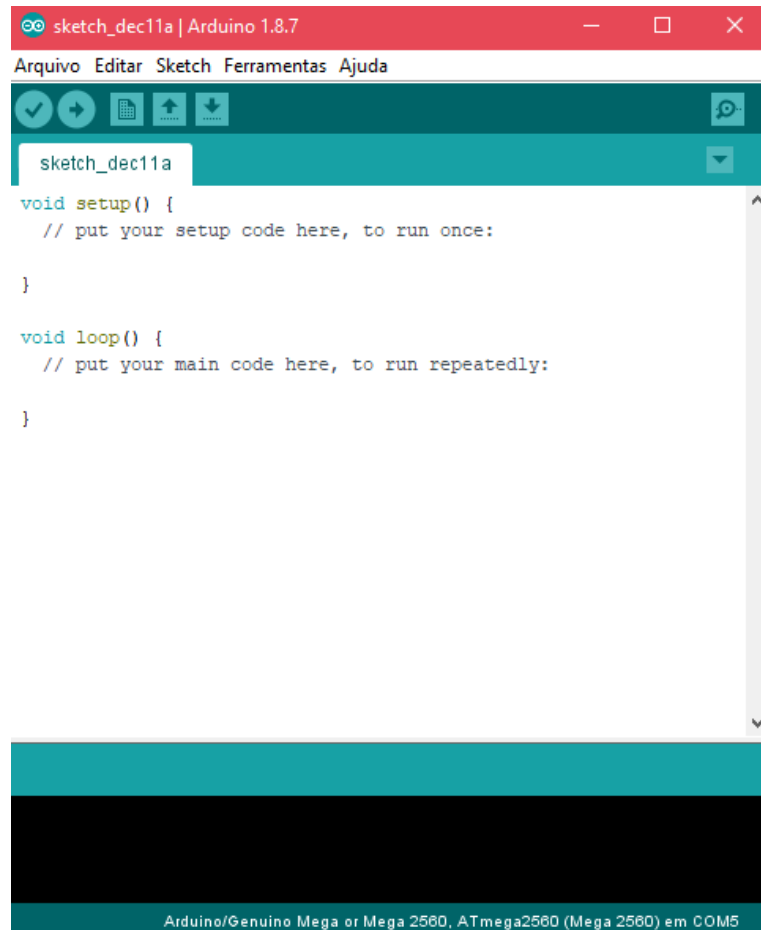 sketch_dec11a | Arduino 1.8.7
Arquivo Editar Sketch Ferramentas Ajuda
sketch_dec11a
void setup() {
// put your setup code here, to run once:
}
void loop() {
// put your main code here, to run repeatedly:
}
Arduino/Genuino Mega or Mega 2560, ATmega2560 (Mega 2560) em COM5